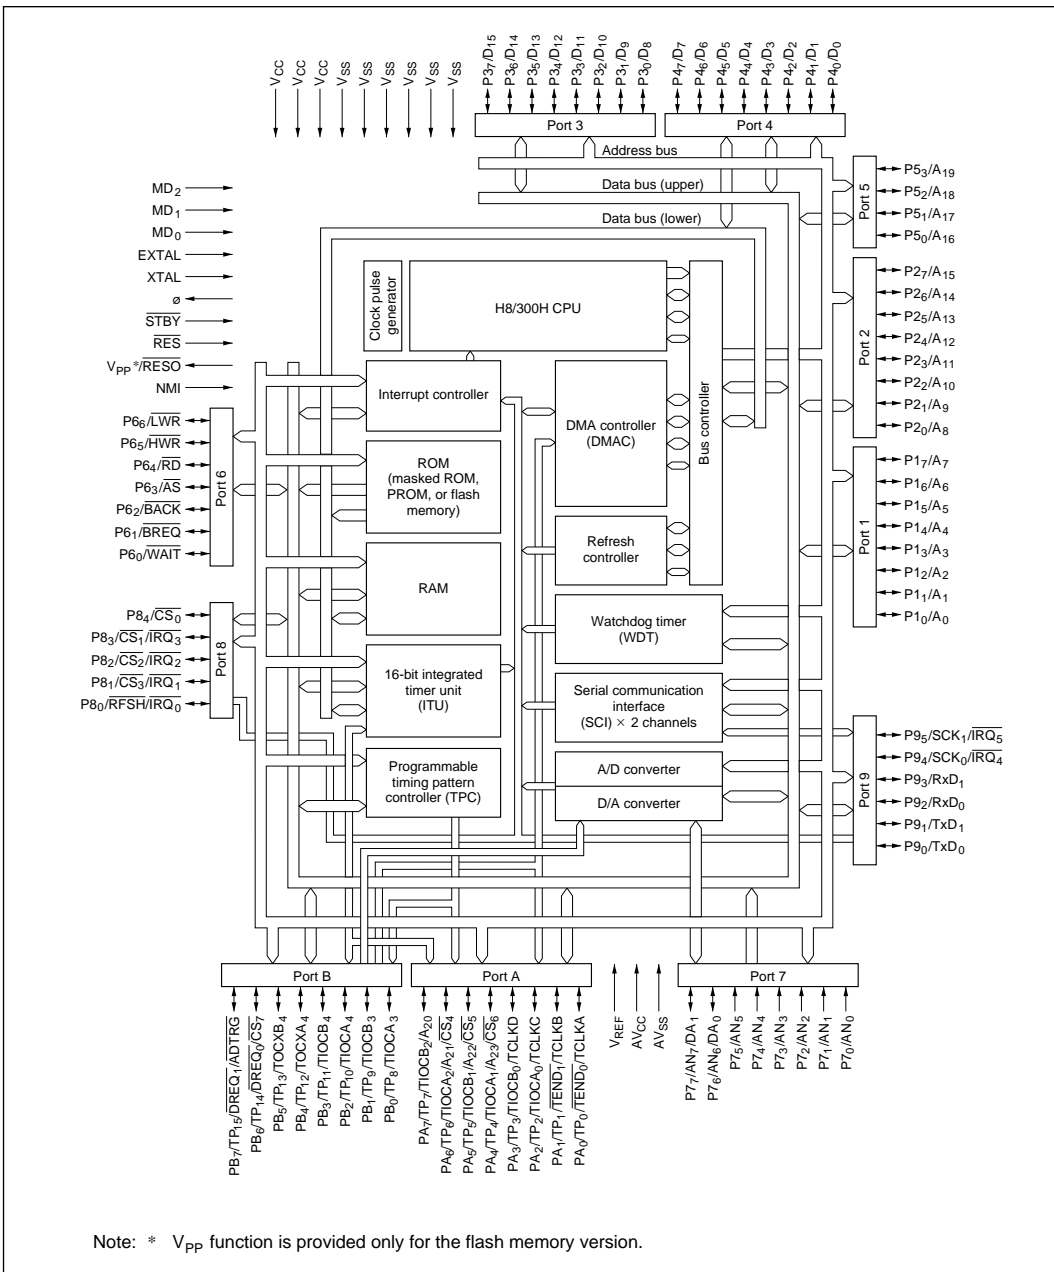 VCC
VCC
VCC
VSS
VSS
VSS
VSS
VSS
VSS
P37/D15
P36/D14
P35/D13
P34/D12
P33/D11
P32/D10
P31/D9
P30/D8
P47/D7
P46/D6
P45/D5
P44/D4
P43/D3
P42/D2
P41/D1
P40/D0
Port 3
Port 4
Address bus
Data bus (upper)
Data bus (lower)
MD2
MD1
MD0
EXTAL
XTAL
ø
STBY
RES
VPP */RESO
NMI
P66/LWR
P65/HWR
P64/RD
P63/AS
P62/BACK
P61/BREQ
P60/WAIT
Port 6
P84/CS0
P83/CS1/IRQ3
P82/CS2/IRQ2
P81/CS3/IRQ1
P80/RFSH/IRQ0
Port 8
Clock pulse
generator
H8/300H CPU
Interrupt controller
ROM
(masked ROM,
PROM, or flash
memory)
RAM
16-bit integrated
timer unit
(ITU)
Programmable
timing pattern
controller (TPC)
DMA controller
(DMAC)
Refresh
controller
Bus controller
Watchdog timer
(WDT)
Serial communication
interface
(SCI) × 2 channels
A/D converter
D/A converter
Port 5
P53/A19
P52/A18
P51/A17
P50/A16
Port 2
P27/A15
P26/A14
P25/A13
P24/A12
P23/A11
P22/A10
P21/A9
P20/A8
Port 1
P17/A7
P16/A6
P15/A5
P14/A4
P13/A3
P12/A2
P11/A1
P10/A0
Port 9
P95/SCK1/IRQ5
P94/SCK0/IRQ4
P93/RxD1
P92/RxD0
P91/TxD1
P90/TxD0
Port B
Port A
Port 7
PB7/TP15/DREQ1/ADTRG
PB6/TP14/DREQ0/CS7
PB5/TP13/TOCXB4
PB4/TP12/TOCXA4
PB3/TP11/TIOCB4
PB2/TP10/TIOCA4
PB1/TP9/TIOCB3
PB0/TP8/TIOCA3
PA7/TP7/TIOCB2/A20
PA6/TP6/TIOCA2/A21/CS4
PA5/TP5/TIOCB1/A22/CS5
PA4/TP4/TIOCA1/A23/CS6
PA3/TP3/TIOCB0/TCLKD
PA2/TP2/TIOCA0/TCLKC
PA1/TP1/TEND1/TCLKB
PA0/TP0/TEND0/TCLKA
VREF
AVCC
AVSS
P77/AN7/DA1
P76/AN6/DA0
P75/AN5
P74/AN4
P73/AN3
P72/AN2
P71/AN1
P70/AN0
Note: * VPP function is provided only for the flash memory version.